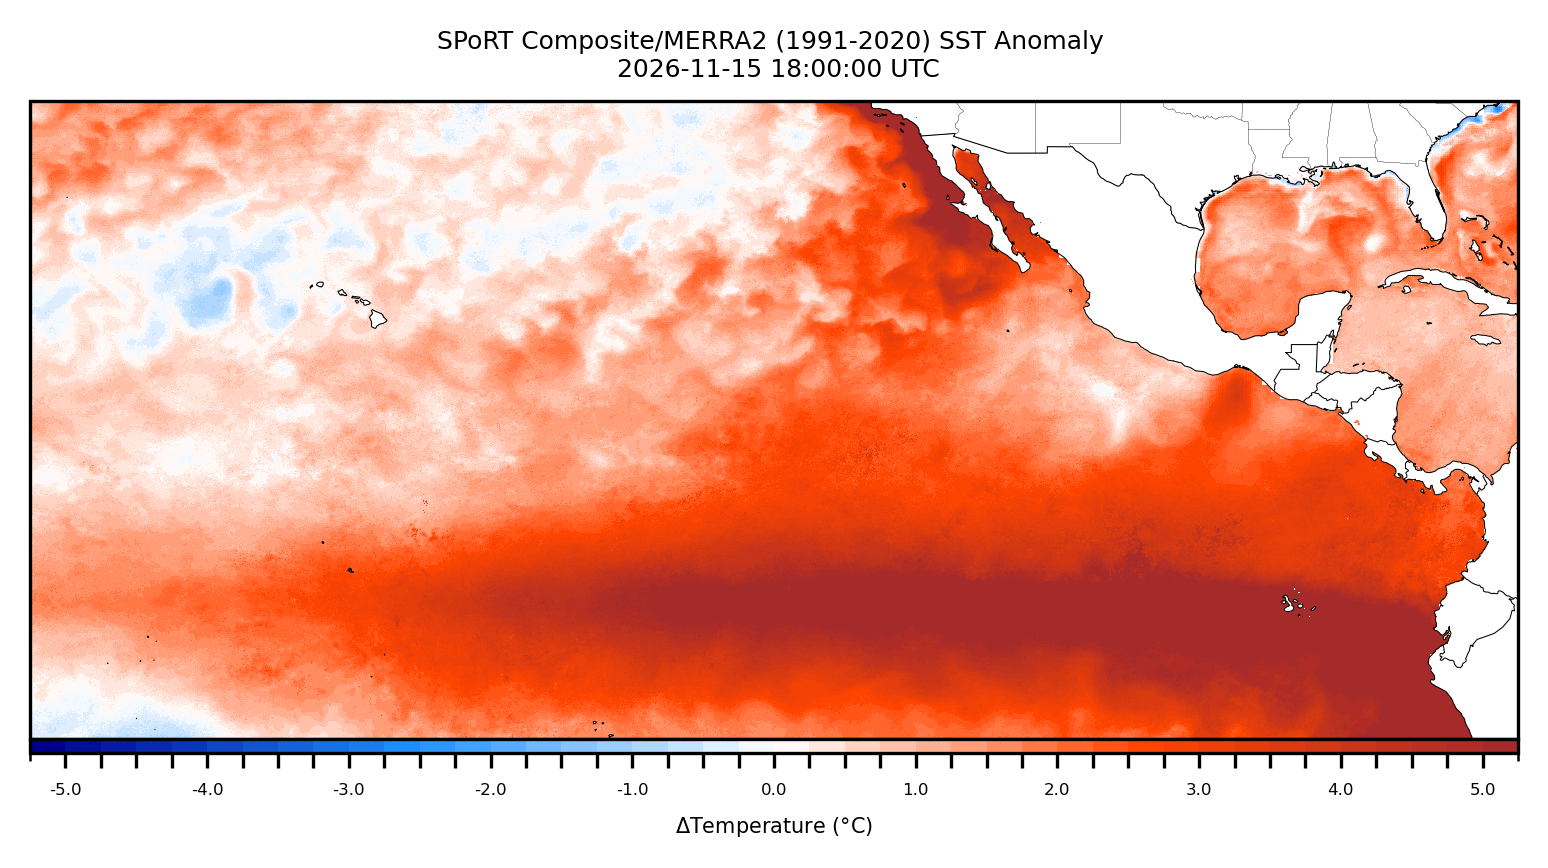 SPoRT Composite/MERRA2 (1991-2020) SST Anomaly
2026-11-15 18:00:00 UTC
-5.0 -4.0 -3.0 -2.0 -1.0 0.0 1.0 2.0 3.0 4.0 5.0
ΔTemperature (°C)